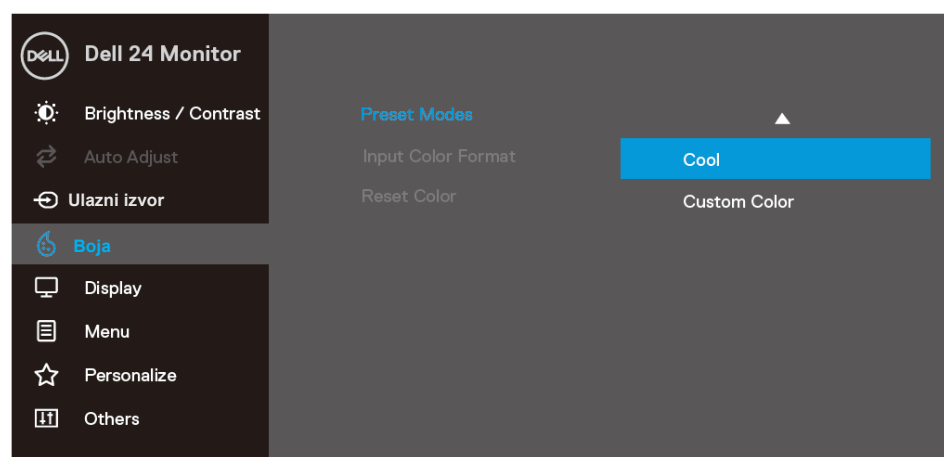 DELL Dell 24 Monitor
Brightness / Contrast
Auto Adjust
Ulazni izvor
Boja
Display
Menu
Personalize
Others
Preset Modes
Input Color Format
Reset Color
Cool
Custom Color